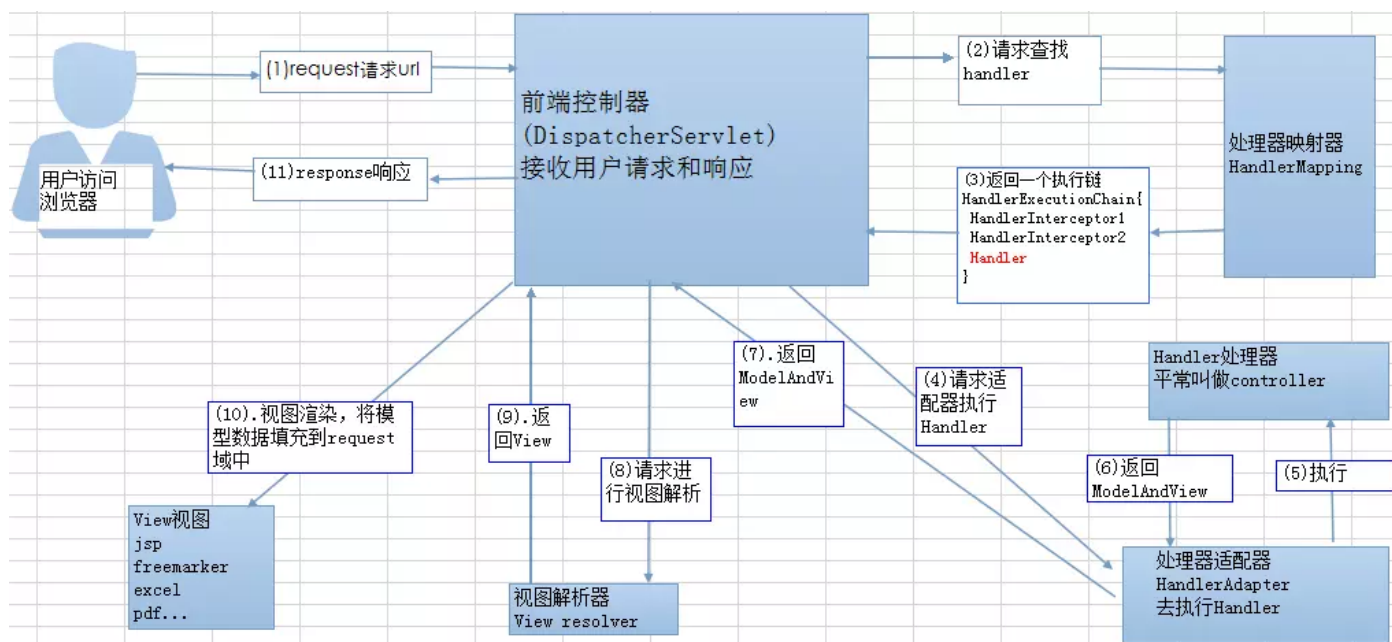 (1)request请求url
(2)请求查找
handler
前端控制器
(DispatcherServlet)
接收用户请求和响应
处理器映射器
HandlerMapping
用户访问
浏览器
(11)response响应
(3)返回一个执行链
HandlerExecutionChain{
HandlerInterceptor1
HandlerInterceptor2
Handler
}
(7).返回
ModelAndVi
ew
(4)请求适
配器执行
Handler
Handler处理器
平常叫做controller
(10).视图渲染，将模
型数据填充到request
域中
(9).返
回View
(8)请求进
行视图解析
(6)返回
ModelAndView
(5)执行
View视图
jsp
freemarker
excel
pdf...
视图解析器
View resolver
处理器适配器
HandlerAdapter
去执行Handler